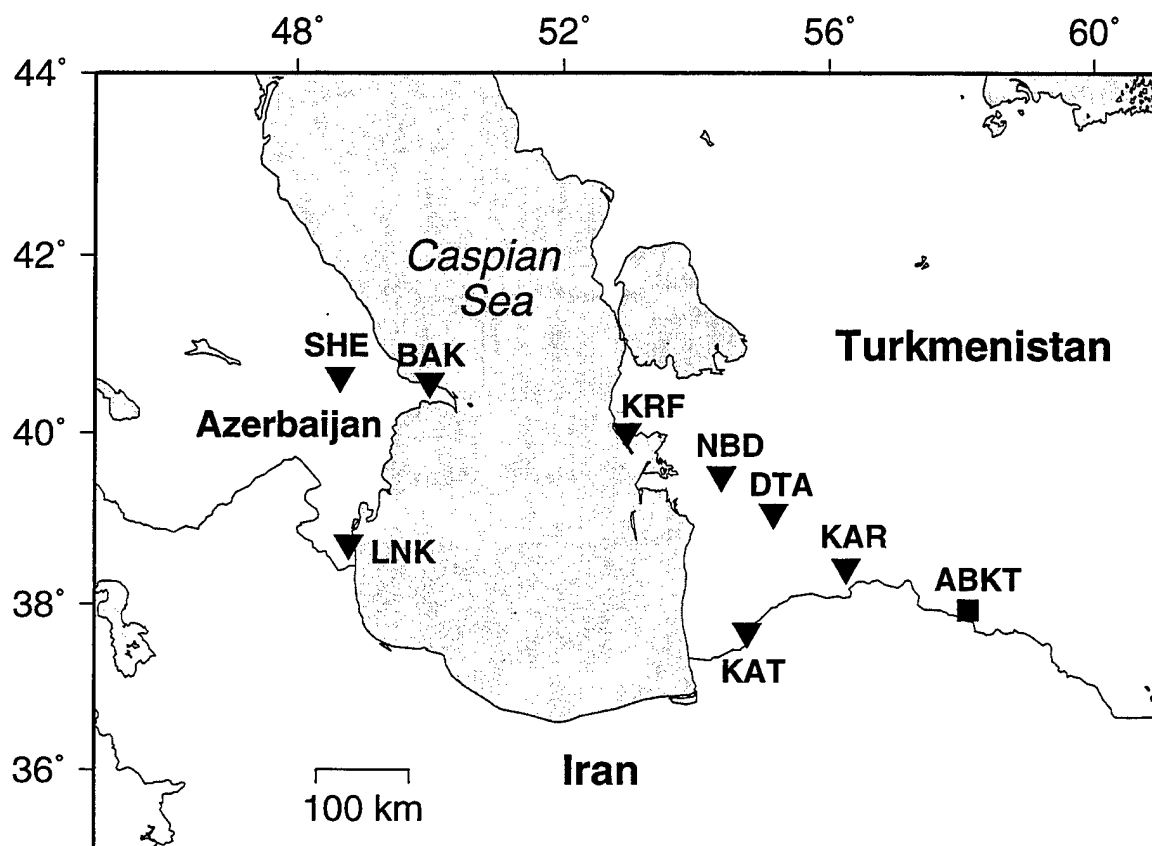 48° 52° 56° 60°
44°
42°
Caspian
Sea
SHE
BAK
Turkmenistan
Azerbaijan
KRF
40°
NBD
DTA
LNK
KAR
ABKT
38°
KAT
36°
Iran
100 km